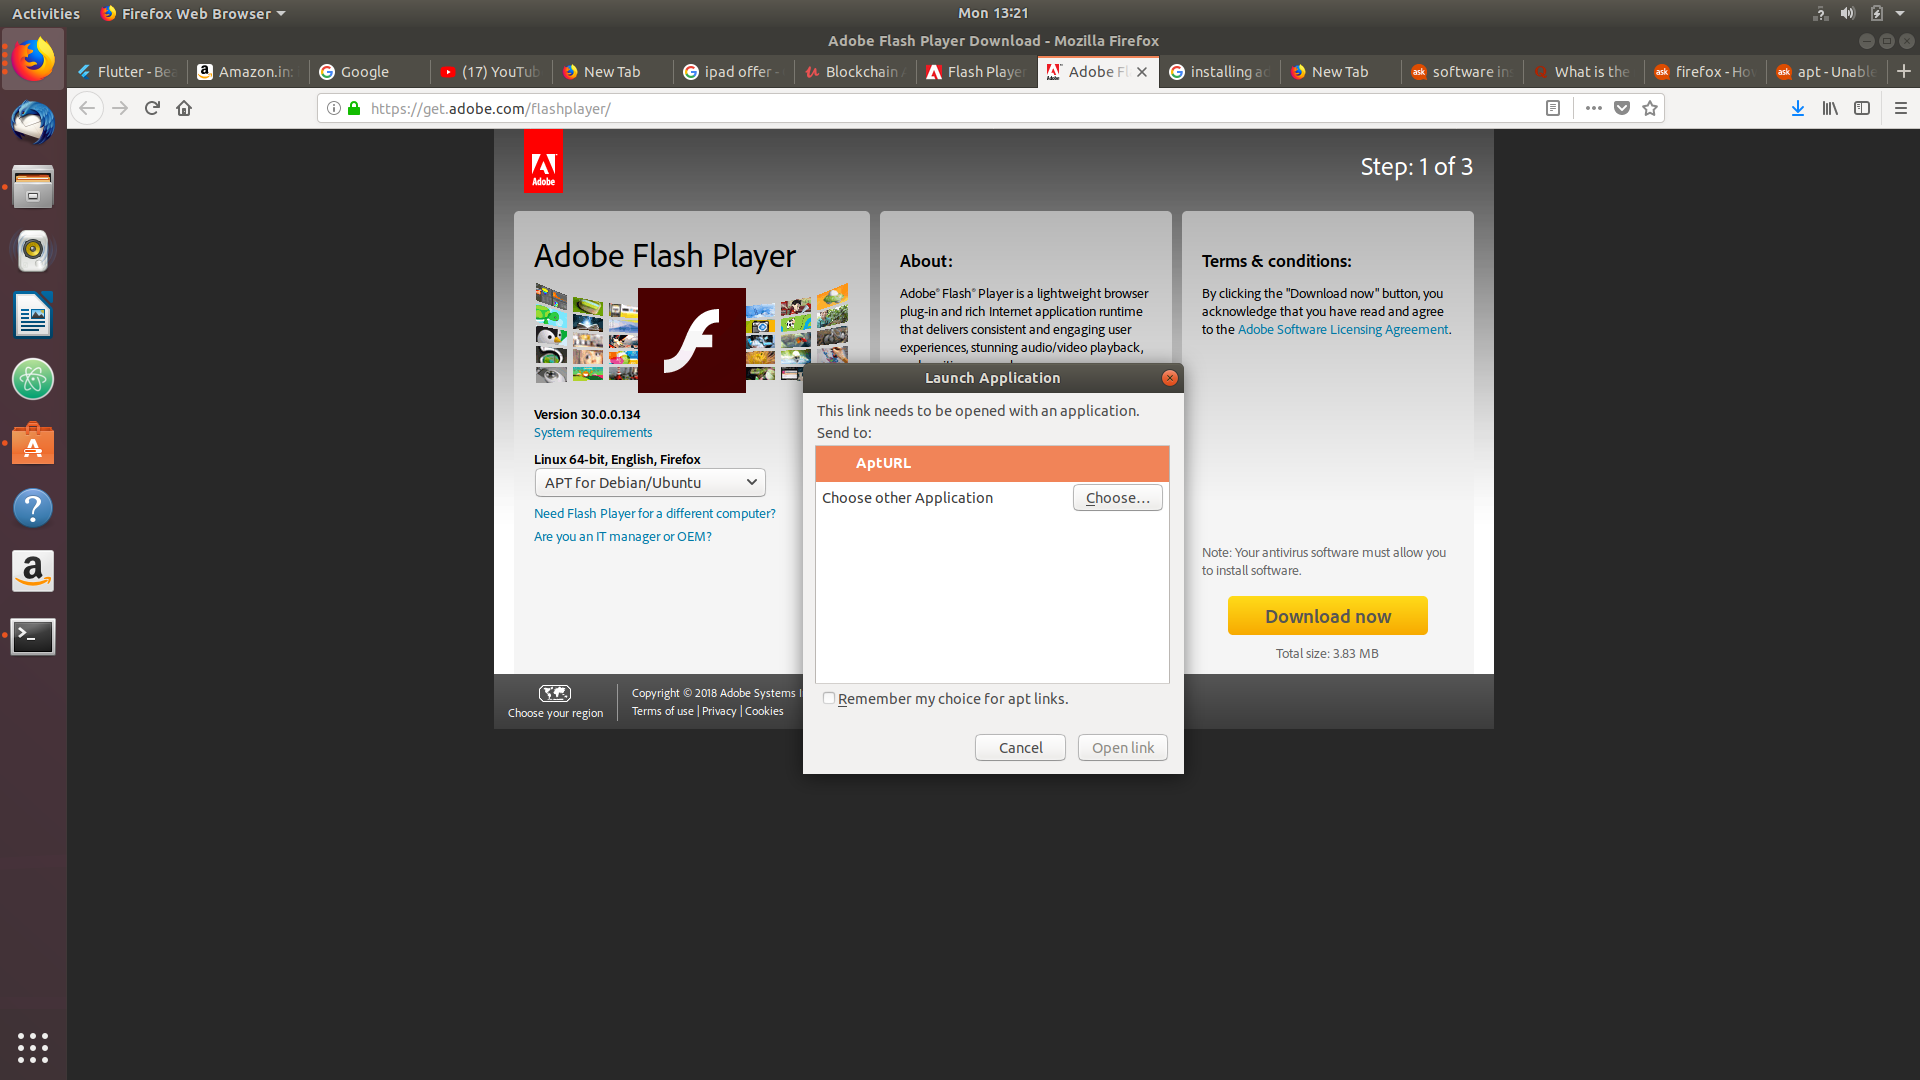 Activities
Firefox Web Browser
Mon 13:21
Adobe Flash Player Download - Mozilla Firefox
Flutter - Bea
Amazon.in:
Google
(17) YouTub
New Tab
ipad offer -
Blockchain A
Flash Player
Adobe Fl
installing ad
New Tab
software in
What is the
firefox - Ho
apt - Unable
https://get.adobe.com/flashplayer/
Adobe
Step: 1 of 3
Adobe Flash Player
Version 30.0.0.134
System requirements
Linux 64-bit, English, Firefox
APT for Debian/Ubuntu
Need Flash Player for a different computer?
Are you an IT manager or OEM?
About:
Adobe® Flash® Player is a lightweight browser
plug-in and rich Internet application runtime
that delivers consistent and engaging user
experiences, stunning audio/video playback,
Terms & conditions:
By clicking the "Download now" button, you
acknowledge that you have read and agree
to the Adobe Software Licensing Agreement.
Note: Your antivirus software must allow you
to install software.
Download now
Total size: 3.83 MB
Launch Application
This link needs to be opened with an application.
Send to:
AptURL
Choose other Application
Choose...
Remember my choice for apt links.
Cancel
Open link
Choose your region
Copyright © 2018 Adobe Systems
Terms of use | Privacy | Cookies